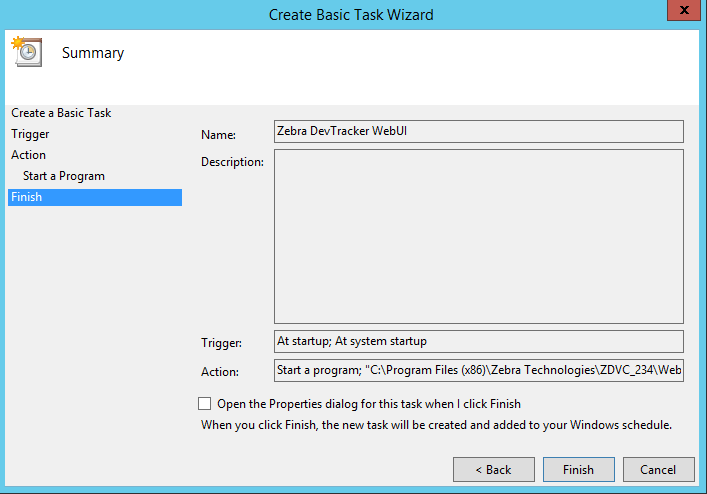 Create Basic Task Wizard
x
Summary
Create a Basic Task
Trigger
Action
Start a Program
Finish
Name:
Zebra DevTracker WebUI
Description:
Trigger:
At startup; At system startup
Action:
Start a program; "C:\Program Files (x86)\Zebra Technologies\ZDVC_234\Web
Open the Properties dialog for this task when I click Finish
When you click Finish, the new task will be created and added to your Windows schedule.
< Back
Finish
Cancel